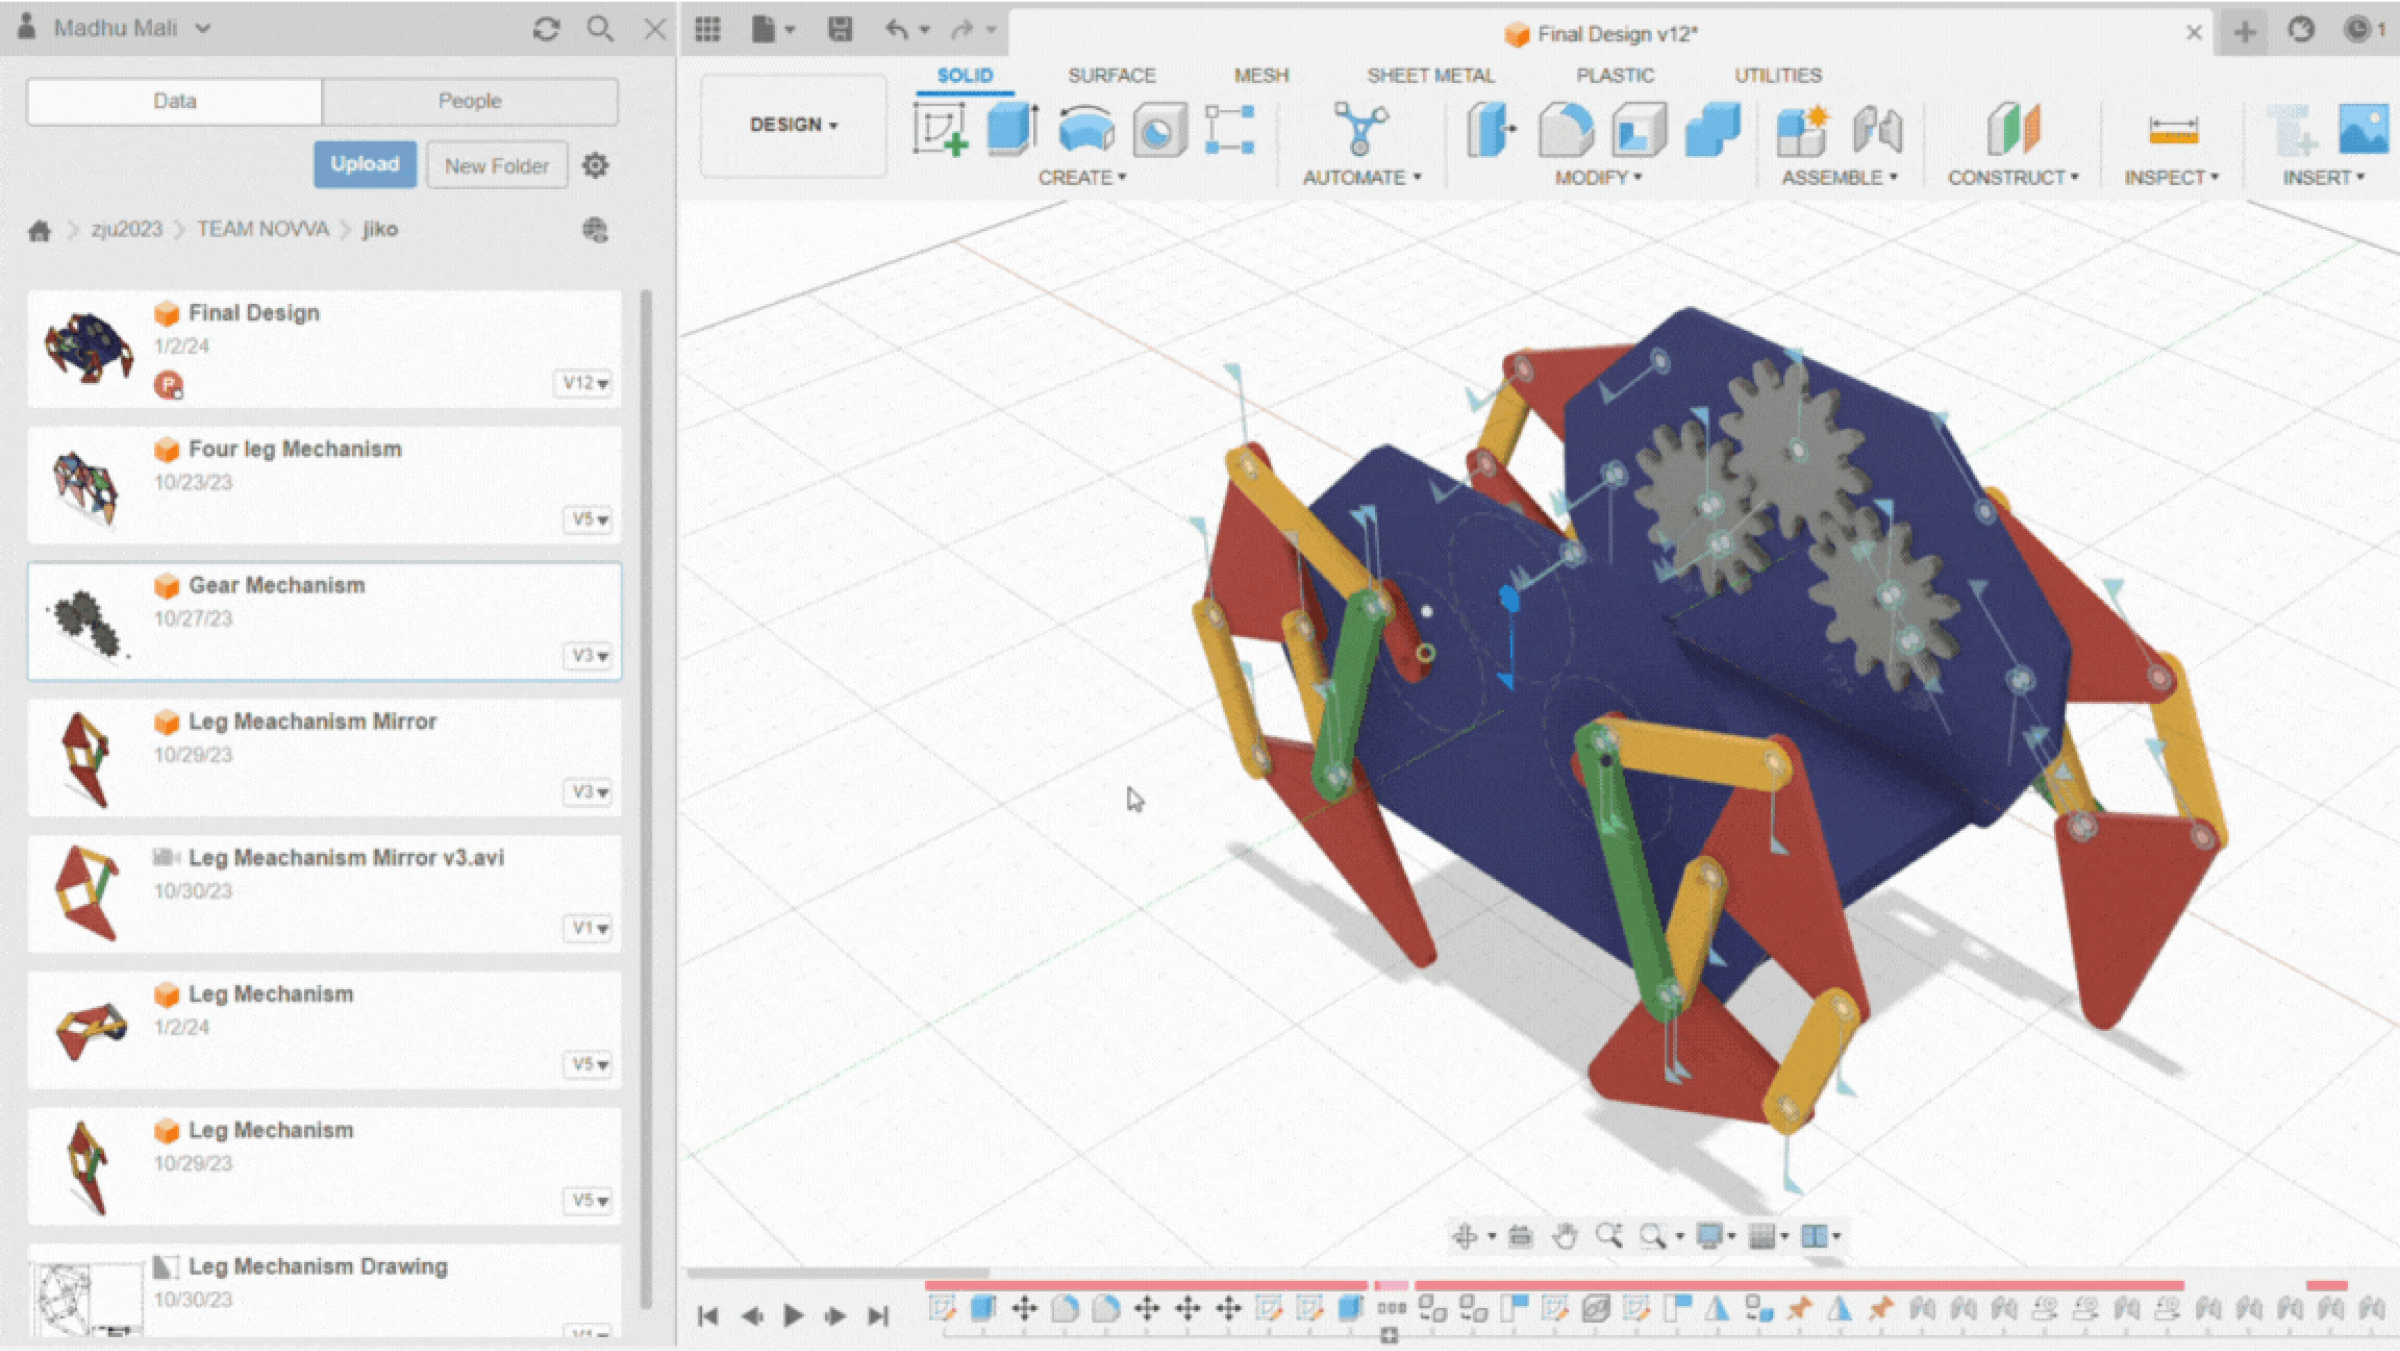 Madhu Mali
Data People
Upload New Folder
zju2023 TEAM NOVVA jiko
Final Design
1/2/24
P
V12
Four leg Mechanism
10/23/23
V5
Gear Mechanism
10/27/23
V3
Leg Meachanism Mirror
10/29/23
V3
Leg Meachanism Mirror v3.avi
10/30/23
V1
Leg Mechanism
1/2/24
V5
Leg Mechanism
10/29/23
V5
Leg Mechanism Drawing
10/30/23
V1
Final Design v12*
1
SOLID SURFACE MESH SHEET METAL PLASTIC UTILITIES
DESIGN
CREATE AUTOMATE MODIFY ASSEMBLE CONSTRUCT INSPECT INSERT